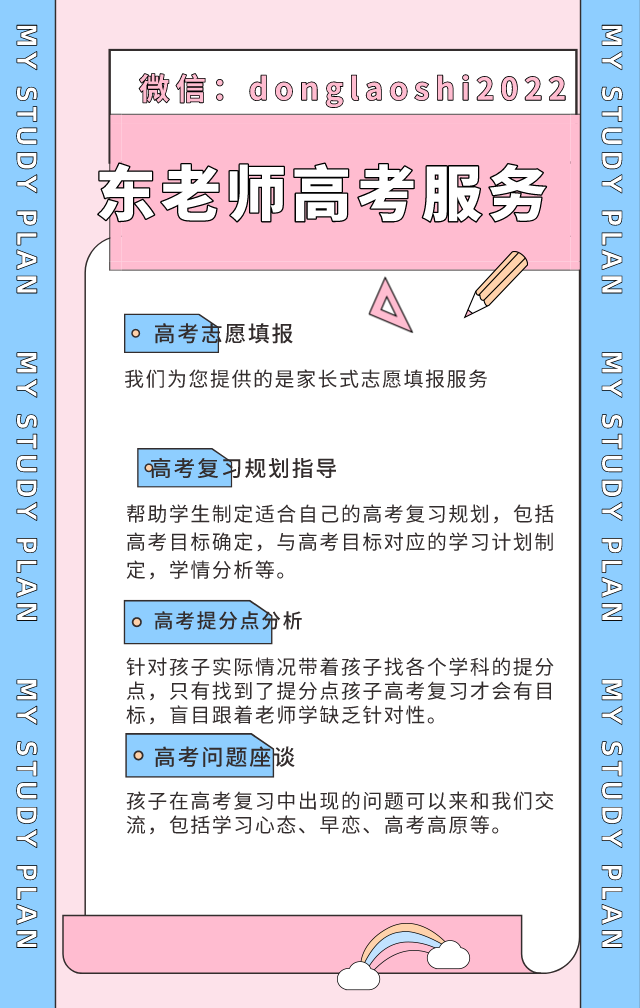 微信：donglaoshi2022
东老师高考服务
高考志愿填报
我们为您提供的是家长式志愿填报服务
高考复习规划指导
帮助学生制定适合自己的高考复习规划，包括
高考目标确定，与高考目标对应的学习计划制
定，学情分析等。
高考提分点分析
针对孩子实际情况带着孩子找各个学科的提分
点，只有找到了提分点孩子高考复习才会有目
标，盲目跟着老师学缺乏针对性。
高考问题座谈
孩子在高考复习中出现的问题可以来和我们交
流，包括学习心态、早恋、高考高原等。
MY STUDY PLAN
MY STUDY PLAN
MY STUDY PLAN
MY STUDY PLAN
MY STUDY PLAN
MY STUDY PLAN